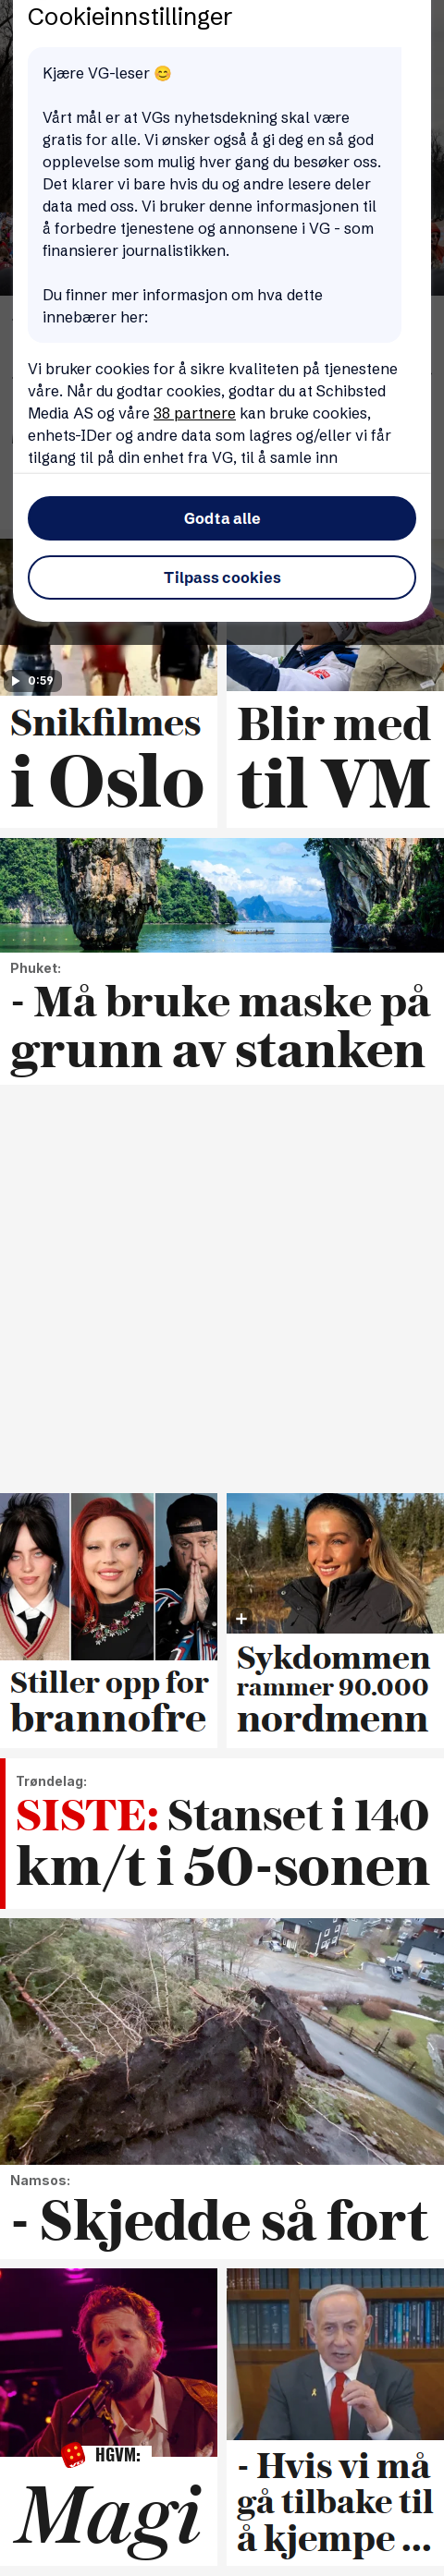 Cookieinnstillinger
Kjære VG-leser 😊
Vårt mål er at VGs nyhetsdekning skal være
gratis for alle. Vi ønsker også å gi deg en så god
opplevelse som mulig hver gang du besøker oss.
Det klarer vi bare hvis du og andre lesere deler
data med oss. Vi bruker denne informasjonen til
å forbedre tjenestene og annonsene i VG - som
finansierer journalistikken.
Du finner mer informasjon om hva dette
innebærer her:
Vi bruker cookies for å sikre kvaliteten på tjenestene
våre. Når du godtar cookies, godtar du at Schibsted
Media AS og våre 38 partnere kan bruke cookies,
enhets-IDer og andre data som lagres og/eller vi får
tilgang til på din enhet fra VG, til å samle inn
Godta alle
Tilpass cookies
0:59
Snikfilmes
i Oslo
Blir med
til VM
Phuket:
- Må bruke maske på
grunn av stanken
Stiller opp for
brannofre
Sykdommen
rammer 90.000
nordmenn
Trøndelag:
SISTE: Stanset i 140
km/t i 50-sonen
Namsos:
- Skjedde så fort
HGVM:
Magi
- Hvis vi må
gå tilbake til
å kjempe ...